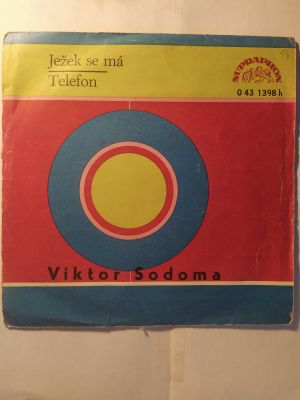 Ježek se má
Telefon
SUPRAPHON
0 43 1398 h
Viktor Sodoma